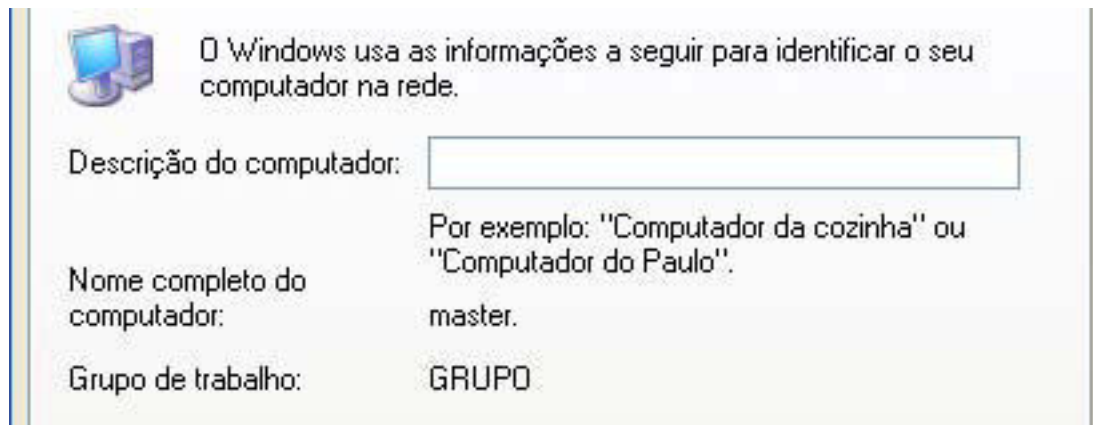 O Windows usa as informações a seguir para identificar o seu
computador na rede.
Descrição do computador:
Por exemplo: "Computador da cozinha" ou
"Computador do Paulo".
Nome completo do
computador:
master.
Grupo de trabalho:
GRUPO